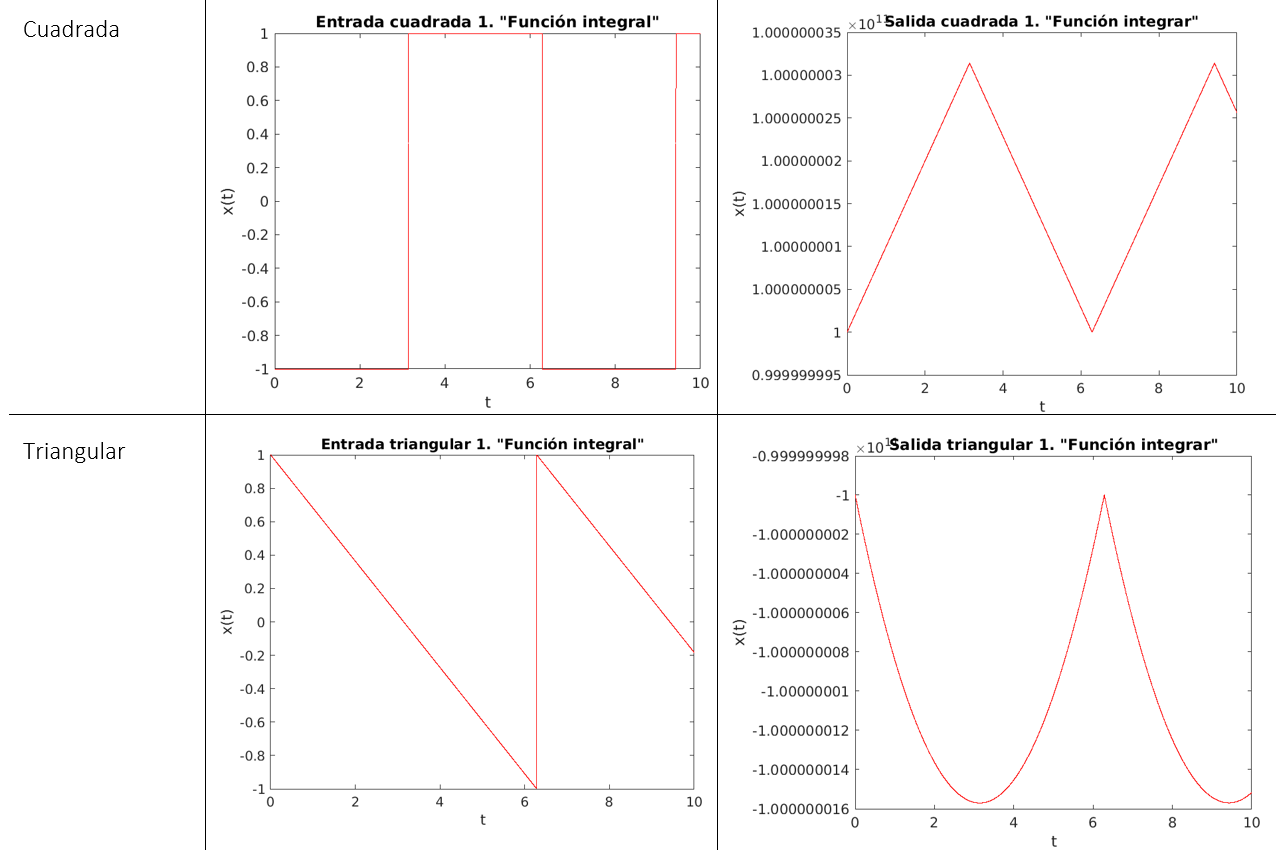 Cuadrada
Entrada cuadrada 1. "Función integral"
1
0.8
0.6
0.4
0.2
0
-0.2
-0.4
-0.6
-0.8
-1
x(t)
0 2 4 6 8 10
t
Salida cuadrada 1. "Función integrar"
1.000000035
1.00000003
1.000000025
1.00000002
1.000000015
1.00000001
1.000000005
1
0.999999995
x(t)
0 2 4 6 8 10
t
Triangular
Entrada triangular 1. "Función integral"
1
0.8
0.6
0.4
0.2
0
-0.2
-0.4
-0.6
-0.8
-1
x(t)
0 2 4 6 8 10
t
Salida triangular 1. "Función integrar"
-0.999999998
-1
-1.000000002
-1.000000004
-1.000000006
-1.000000008
-1.00000001
-1.000000012
-1.000000014
-1.000000016
x(t)
0 2 4 6 8 10
t